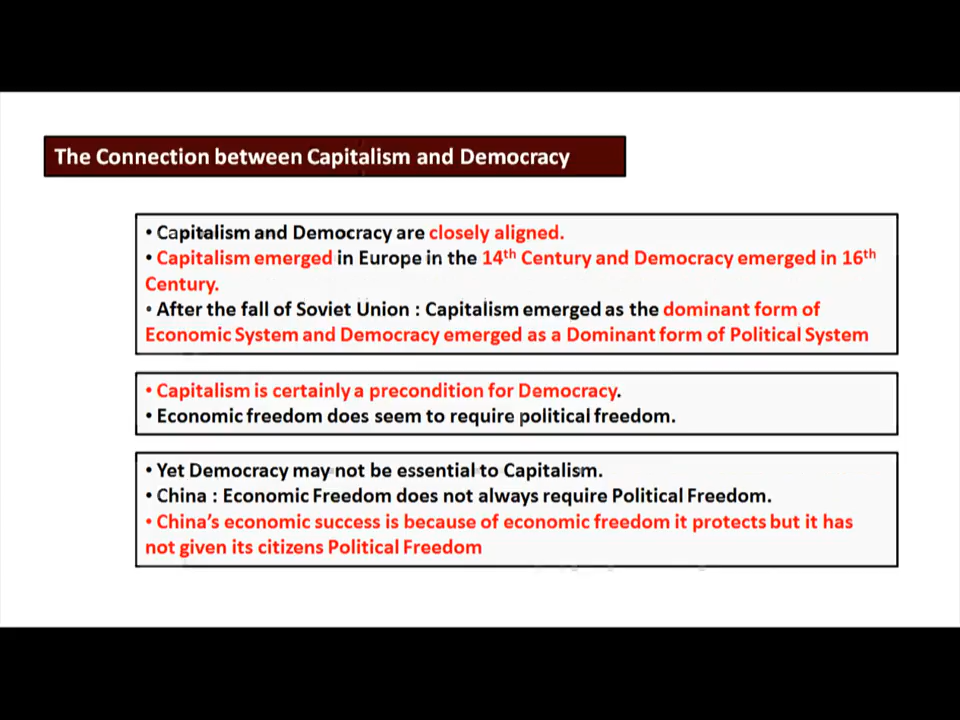 The Connection between Capitalism and Democracy
• Capitalism and Democracy are closely aligned.
• Capitalism emerged in Europe in the 14th Century and Democracy emerged in 16th
Century.
• After the fall of Soviet Union : Capitalism emerged as the dominant form of
Economic System and Democracy emerged as a Dominant form of Political System
• Capitalism is certainly a precondition for Democracy.
• Economic freedom does seem to require political freedom.
• Yet Democracy may not be essential to Capitalism.
• China : Economic Freedom does not always require Political Freedom.
• China's economic success is because of economic freedom it protects but it has
not given its citizens Political Freedom